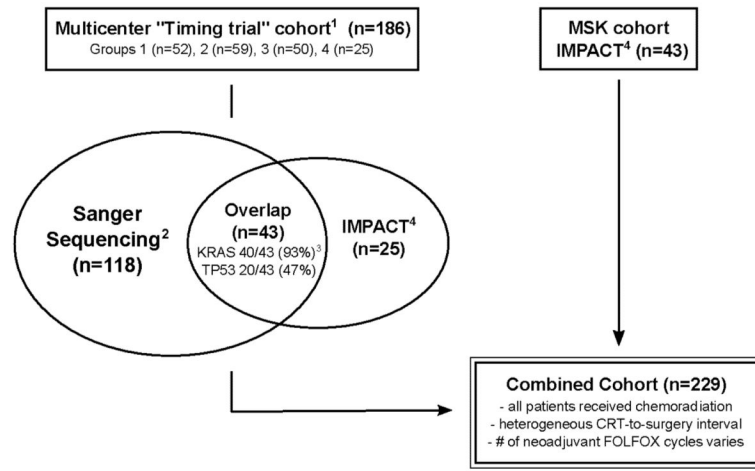 Multicenter "Timing trial" cohort¹ (n=186)
Groups 1 (n=52), 2 (n=59), 3 (n=50), 4 (n=25)
MSK cohort
IMPACT⁴ (n=43)
Sanger
Sequencing²
(n=118)
Overlap
(n=43)
KRAS 40/43 (93%)³
TP53 20/43 (47%)
IMPACT⁴
(n=25)
Combined Cohort (n=229)
- all patients received chemoradiation
- heterogeneous CRT-to-surgery interval
- # of neoadjuvant FOLFOX cycles varies